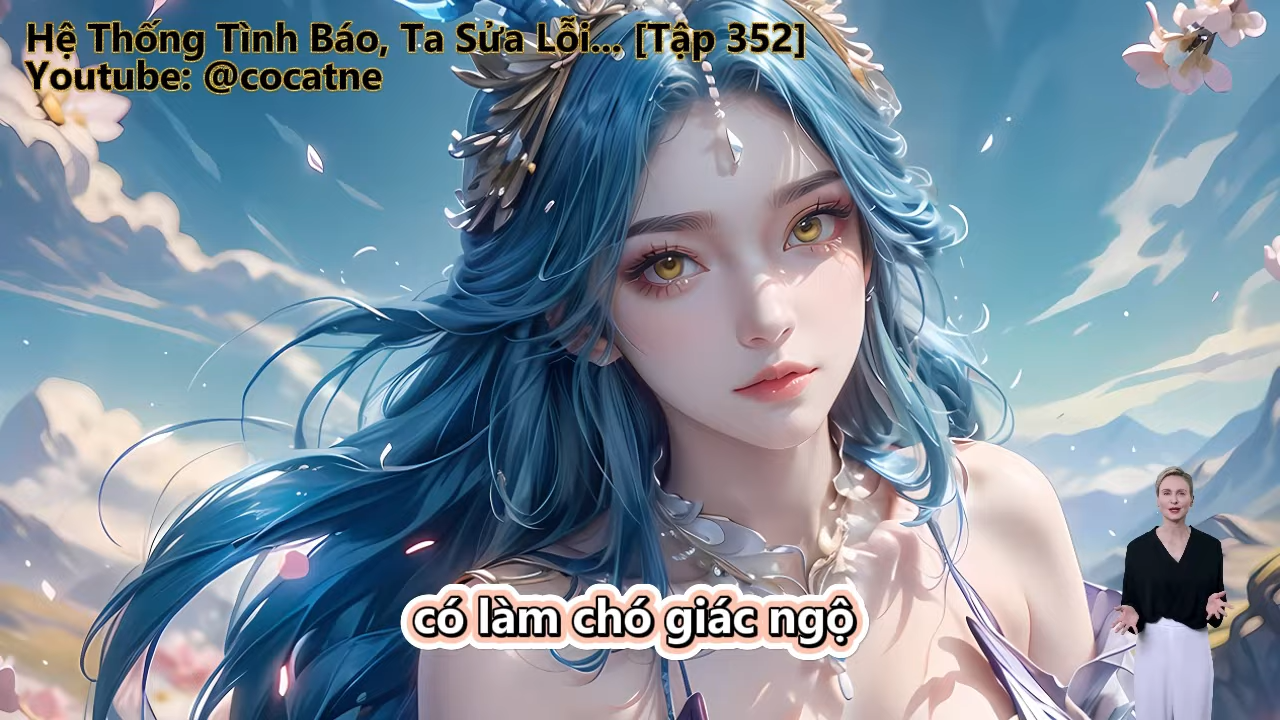 Hệ Thống Tình Báo, Ta Sửa Lỗi... [Tập 352]
Youtube: @cocatne
có làm chó giác ngộ